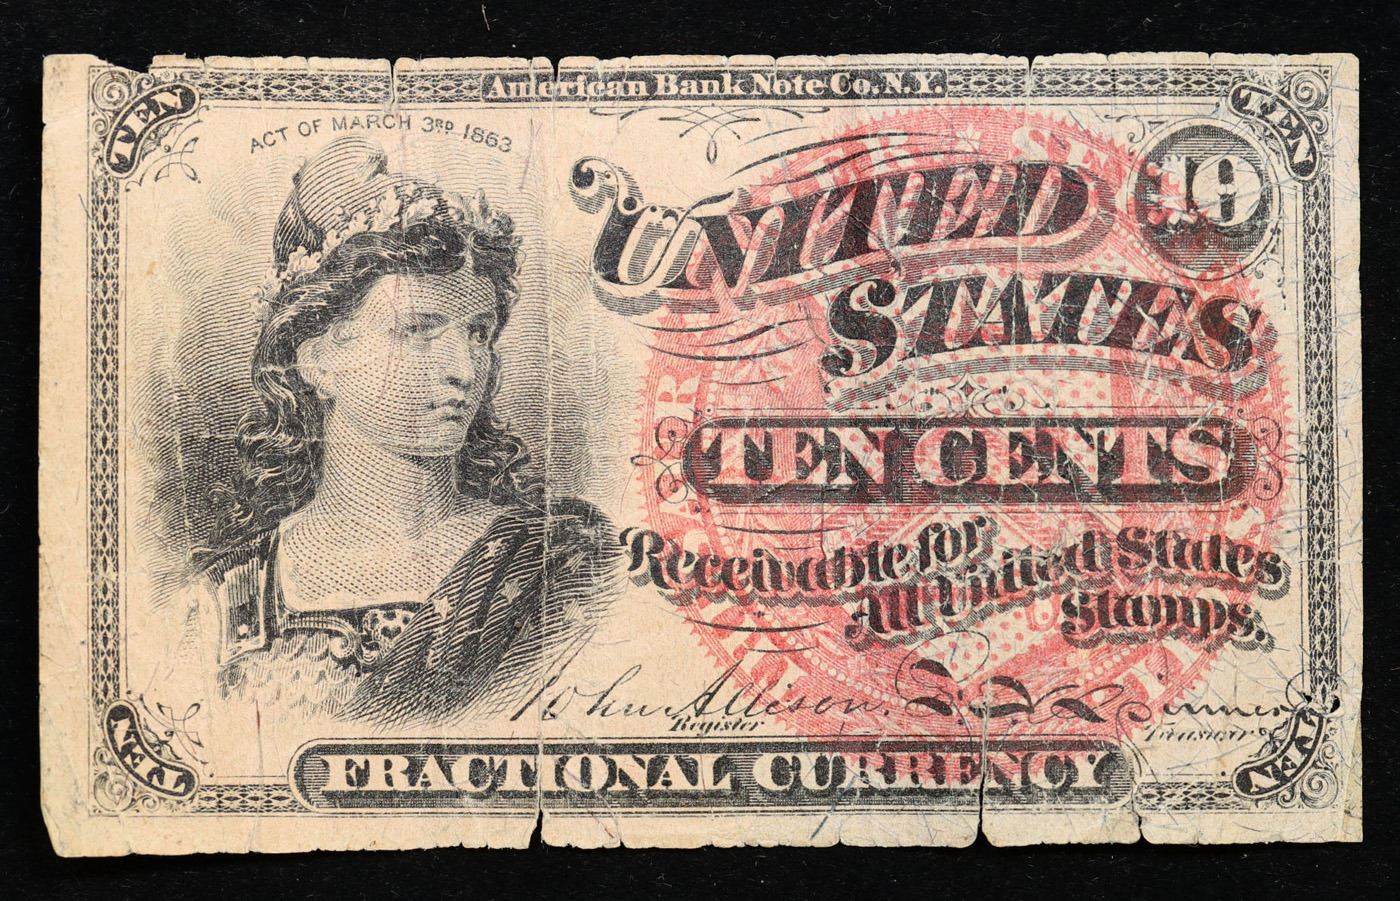 American Bank Note Co. N.Y.
TEN
TEN
ACT OF MARCH 3RD 1863
10
UNITED
STATES
TEN CENTS
Receivable for
All United States
Stamps.
John Allison.
Register
Treasurer
TEN
TEN
FRACTIONAL CURRENCY